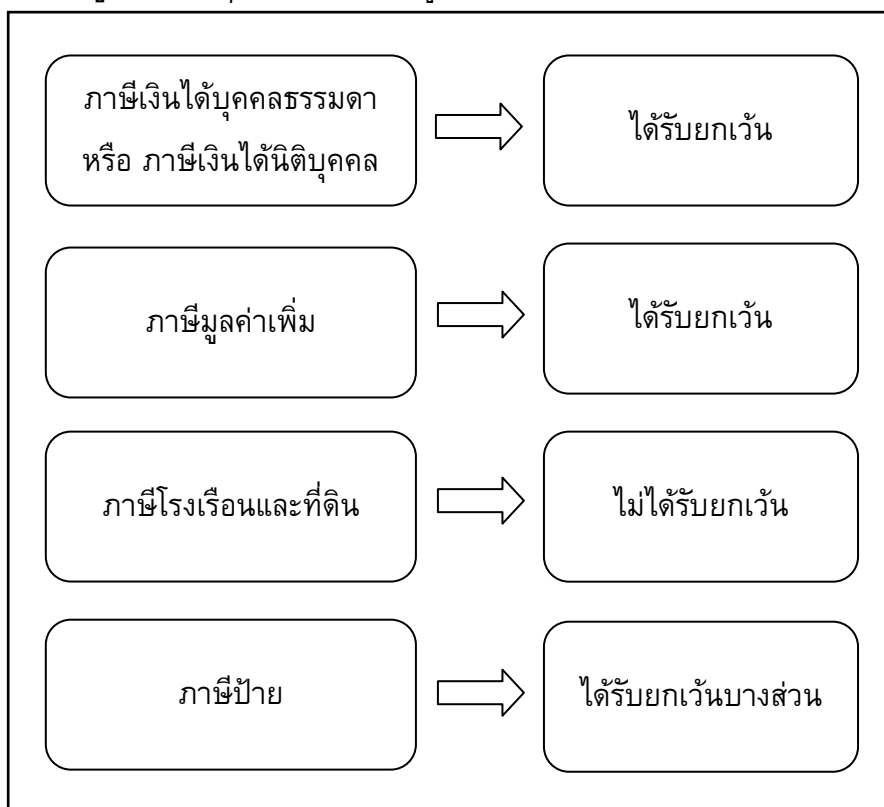 ภาษีเงินได้บุคคลธรรมดา
หรือ ภาษีเงินได้นิติบุคคล
ได้รับยกเว้น
ภาษีมูลค่าเพิ่ม
ได้รับยกเว้น
ภาษีโรงเรือนและที่ดิน
ไม่ได้รับยกเว้น
ภาษีป้าย
ได้รับยกเว้นบางส่วน